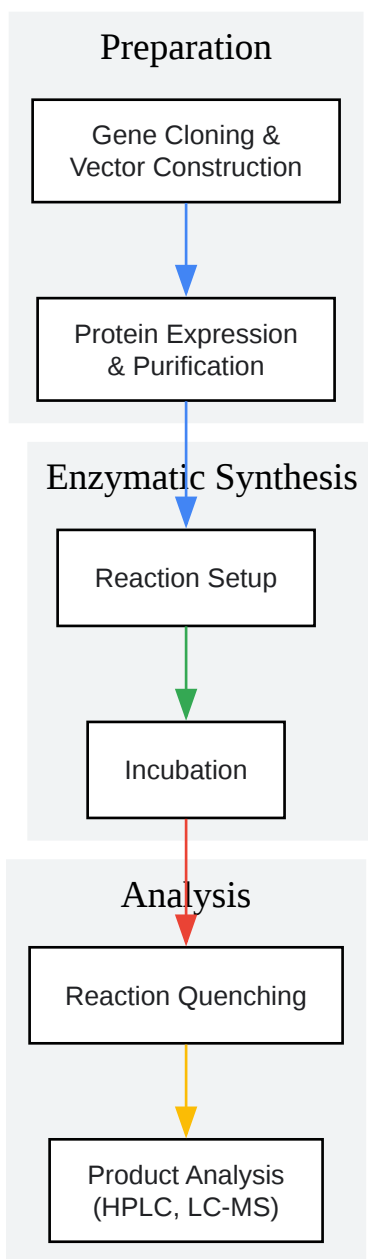 Preparation
Gene Cloning &
Vector Construction
Protein Expression
& Purification
Enzymatic Synthesis
Reaction Setup
Incubation
Analysis
Reaction Quenching
Product Analysis
(HPLC, LC-MS)